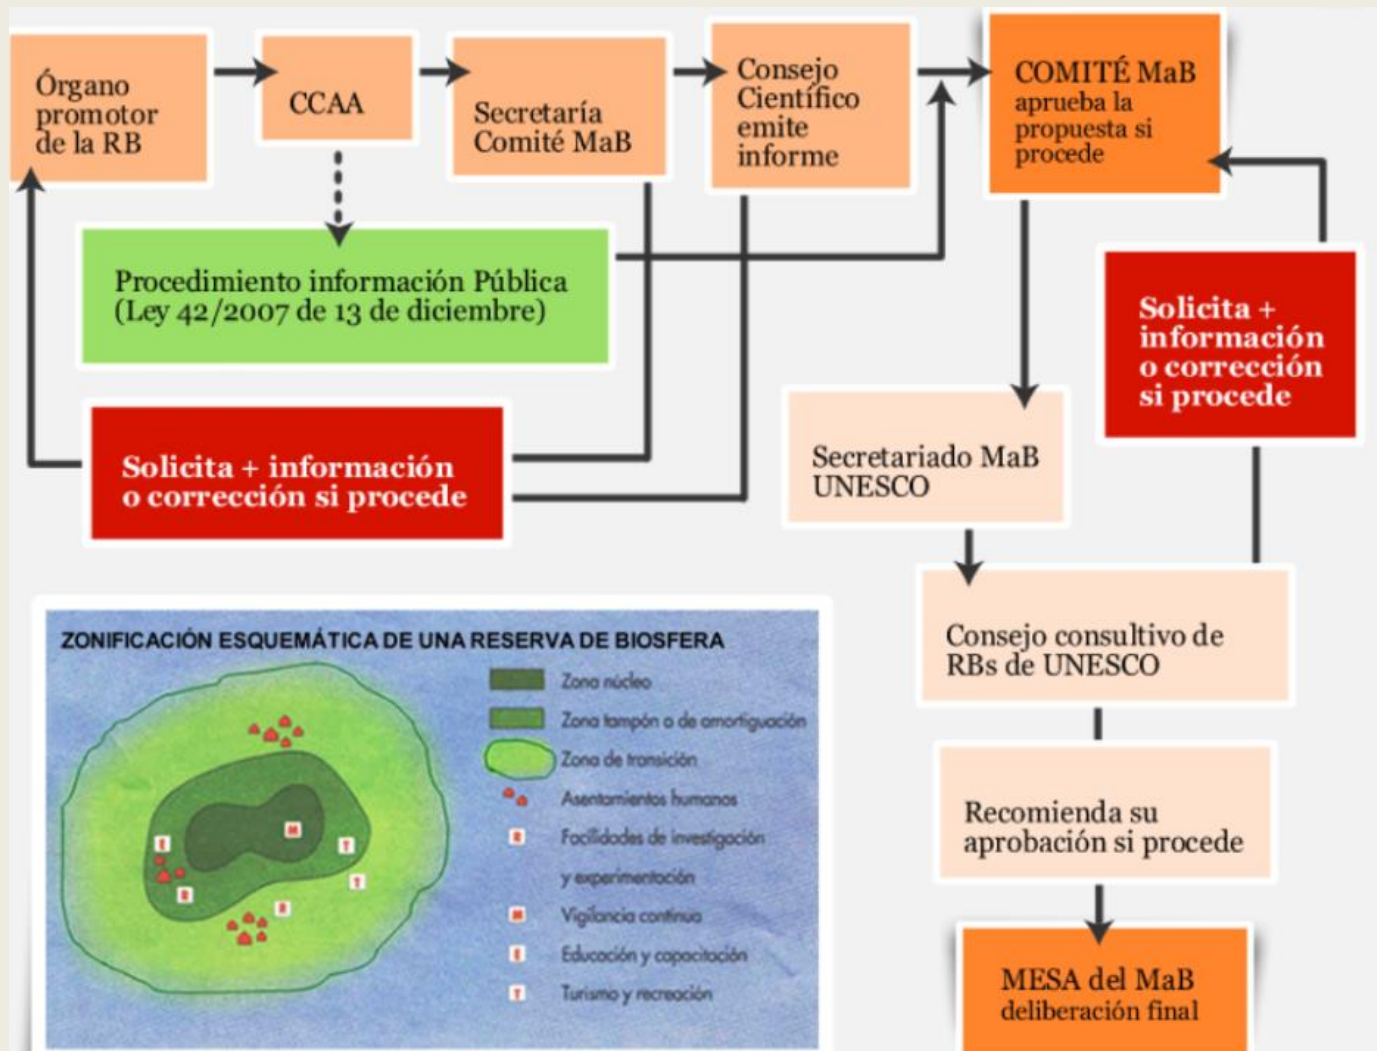 Órgano
promotor
de la RB
CCAA
Secretaría
Comité MaB
Consejo
Científico
emite
informe
COMITÉ MaB
aprueba la
propuesta si
procede
Procedimiento información Pública
(Ley 42/2007 de 13 de diciembre)
Solicita +
información
o corrección
si procede
Solicita + información
o corrección si procede
Secretariado MaB
UNESCO
Consejo consultivo de
RBs de UNESCO
Recomienda su
aprobación si procede
MESA del MaB
deliberación final
ZONIFICACIÓN ESQUEMÁTICA DE UNA RESERVA DE BIOSFERA
Zona núcleo
Zona tampón o de amortiguación
Zona de transición
Asentamientos humanos
R Facilidades de investigación
y experimentación
M Vigilancia continua
E Educación y capacitación
T Turismo y recreación
M
E
T
T
R
R